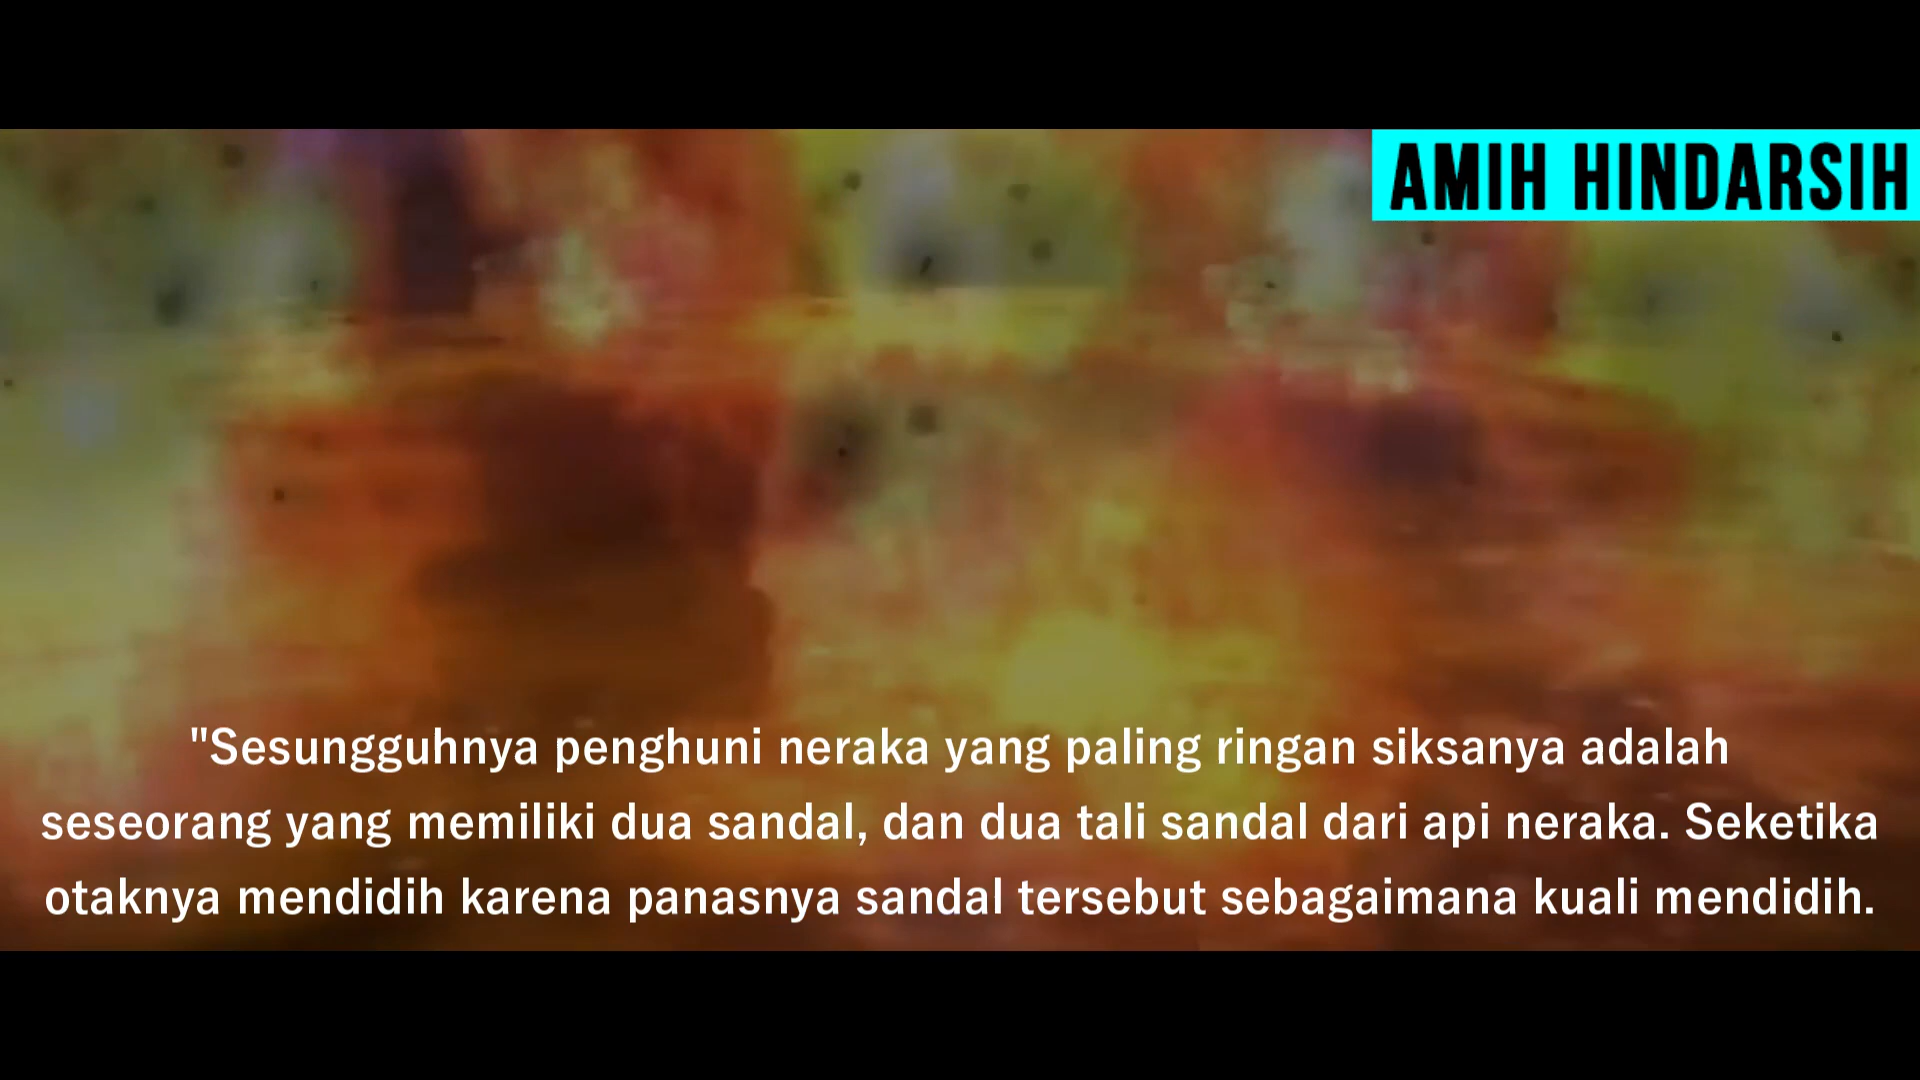 AMIH HINDARSIH
"Sesungguhnya penghuni neraka yang paling ringan siksanya adalah
seseorang yang memiliki dua sandal, dan dua tali sandal dari api neraka. Seketika
otaknya mendidih karena panasnya sandal tersebut sebagaimana kuali mendidih.